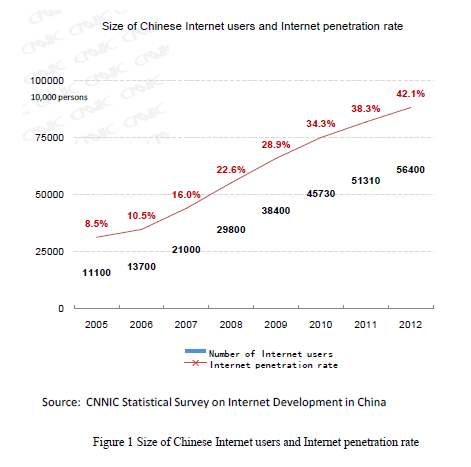 Size of Chinese Internet users and Internet penetration rate
CNNIC CNNIC CNNIC
100000
10,000 persons
42.1%
38.3%
34.3%
75000
28.9%
22.6%
56400
16.0%
51310
50000
45730
10.5%
38400
8.5%
29800
25000
21000
13700
11100
0
2005 2006 2007 2008 2009 2010 2011 2012
Number of Internet users
Internet penetration rate
Source: CNNIC Statistical Survey on Internet Development in China
Figure 1 Size of Chinese Internet users and Internet penetration rate